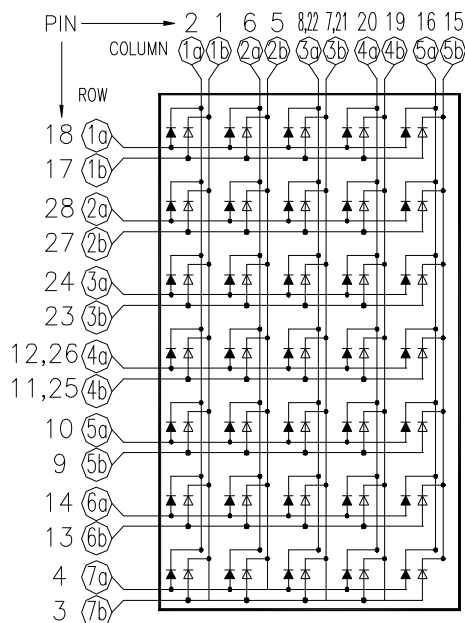 PIN 2 1 6 5 8,22 7,21 20 19 16 15
COLUMN 1a 1b 2a 2b 3a 3b 4a 4b 5a 5b
ROW
18 1a
17 1b
28 2a
27 2b
24 3a
23 3b
12,26 4a
11,25 4b
10 5a
9 5b
14 6a
13 6b
4 7a
3 7b